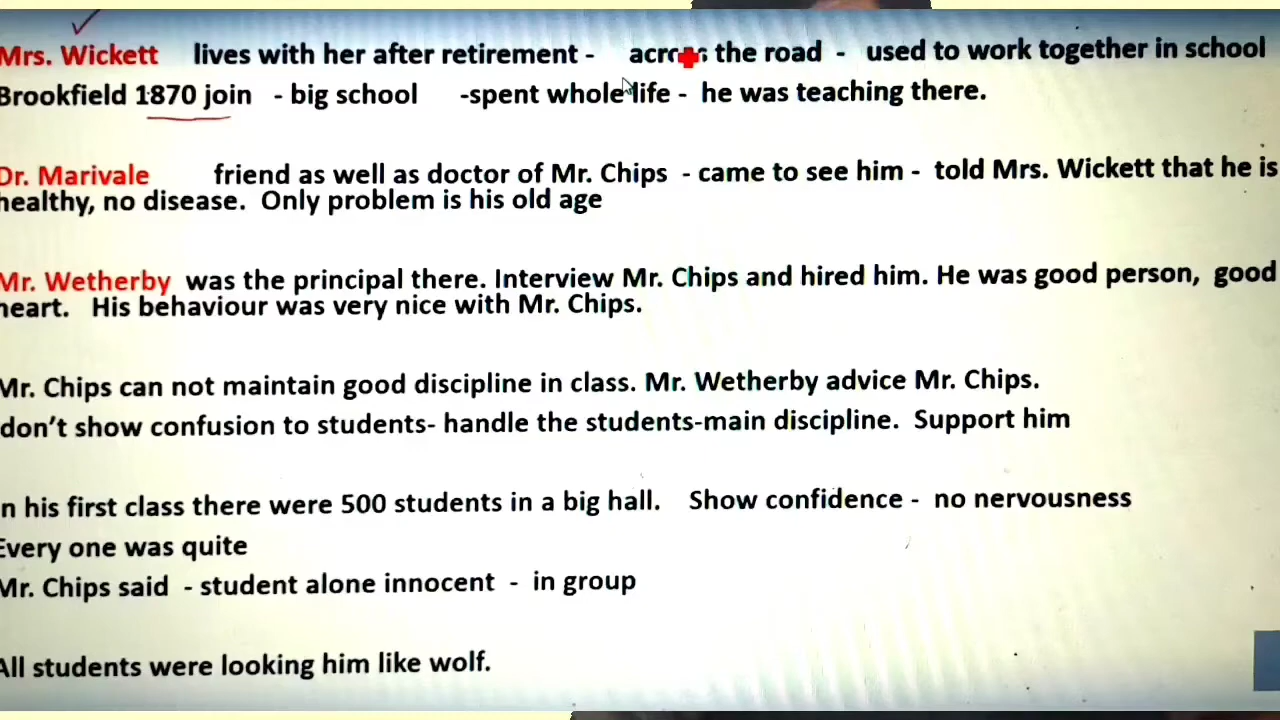 Mrs. Wickett lives with her after retirement - across the road - used to work together in school
Brookfield 1870 join - big school -spent whole life - he was teaching there.
Dr. Marivale friend as well as doctor of Mr. Chips - came to see him - told Mrs. Wickett that he is
healthy, no disease. Only problem is his old age
Mr. Wetherby was the principal there. Interview Mr. Chips and hired him. He was good person, good
heart. His behaviour was very nice with Mr. Chips.
Mr. Chips can not maintain good discipline in class. Mr. Wetherby advice Mr. Chips.
don't show confusion to students- handle the students-main discipline. Support him
In his first class there were 500 students in a big hall. Show confidence - no nervousness
Every one was quite
Mr. Chips said - student alone innocent - in group
All students were looking him like wolf.